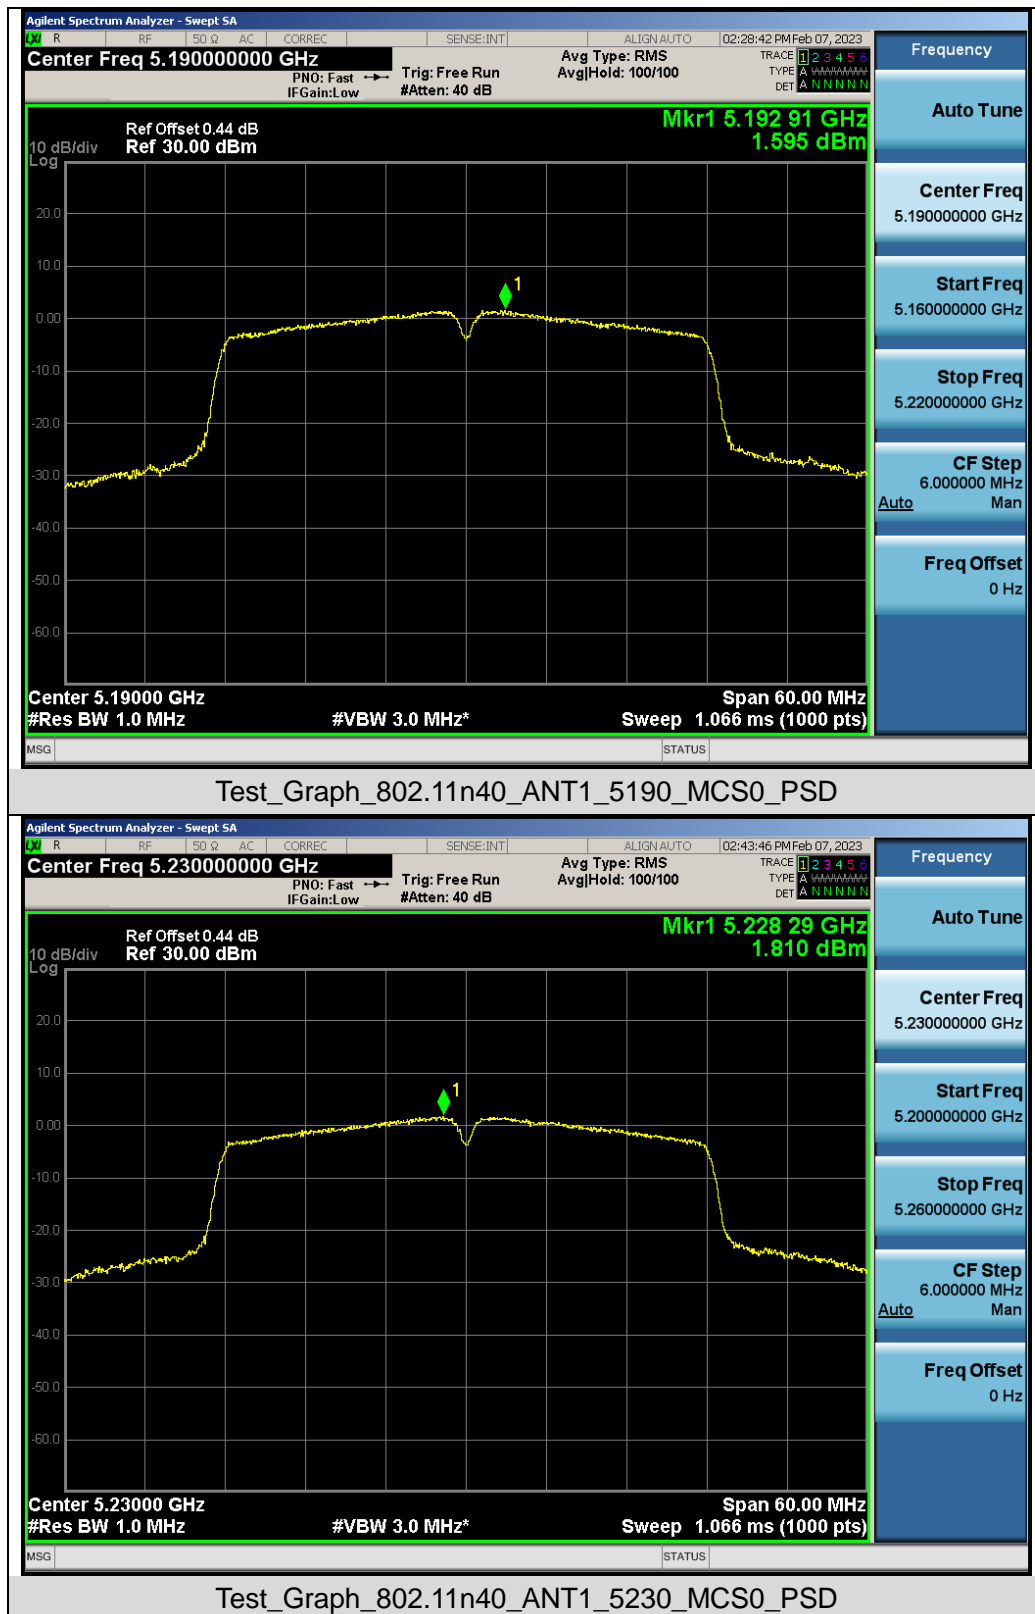 Agilent Spectrum Analyzer - Swept SA
LXI R RF 50 Ω AC CORREC SENSE:INT ALIGN AUTO 02:28:42 PM Feb 07, 2023
Center Freq 5.190000000 GHz
PNO: Fast
IFGain:Low
Trig: Free Run
#Atten: 40 dB
Avg Type: RMS
Avg|Hold: 100/100
TRACE 1 2 3 4 5 6
TYPE A WWWWW
DET A N N N N N
Frequency
Auto Tune
Center Freq
5.190000000 GHz
Start Freq
5.160000000 GHz
Stop Freq
5.220000000 GHz
CF Step
6.000000 MHz
Auto Man
Freq Offset
0 Hz
Mkr1 5.192 91 GHz
1.595 dBm
Ref Offset 0.44 dB
10 dB/div Ref 30.00 dBm
Log
20.0
10.0
0.00
-10.0
-20.0
-30.0
-40.0
-50.0
-60.0
1
Center 5.19000 GHz Span 60.00 MHz
#Res BW 1.0 MHz #VBW 3.0 MHz* Sweep 1.066 ms (1000 pts)
MSG STATUS
Test_Graph_802.11n40_ANT1_5190_MCS0_PSD
Agilent Spectrum Analyzer - Swept SA
LXI R RF 50 Ω AC CORREC SENSE:INT ALIGN AUTO 02:43:46 PM Feb 07, 2023
Center Freq 5.230000000 GHz
PNO: Fast
IFGain:Low
Trig: Free Run
#Atten: 40 dB
Avg Type: RMS
Avg|Hold: 100/100
TRACE 1 2 3 4 5 6
TYPE A WWWWW
DET A N N N N N
Frequency
Auto Tune
Center Freq
5.230000000 GHz
Start Freq
5.200000000 GHz
Stop Freq
5.260000000 GHz
CF Step
6.000000 MHz
Auto Man
Freq Offset
0 Hz
Mkr1 5.228 29 GHz
1.810 dBm
Ref Offset 0.44 dB
10 dB/div Ref 30.00 dBm
Log
20.0
10.0
0.00
-10.0
-20.0
-30.0
-40.0
-50.0
-60.0
1
Center 5.23000 GHz Span 60.00 MHz
#Res BW 1.0 MHz #VBW 3.0 MHz* Sweep 1.066 ms (1000 pts)
MSG STATUS
Test_Graph_802.11n40_ANT1_5230_MCS0_PSD